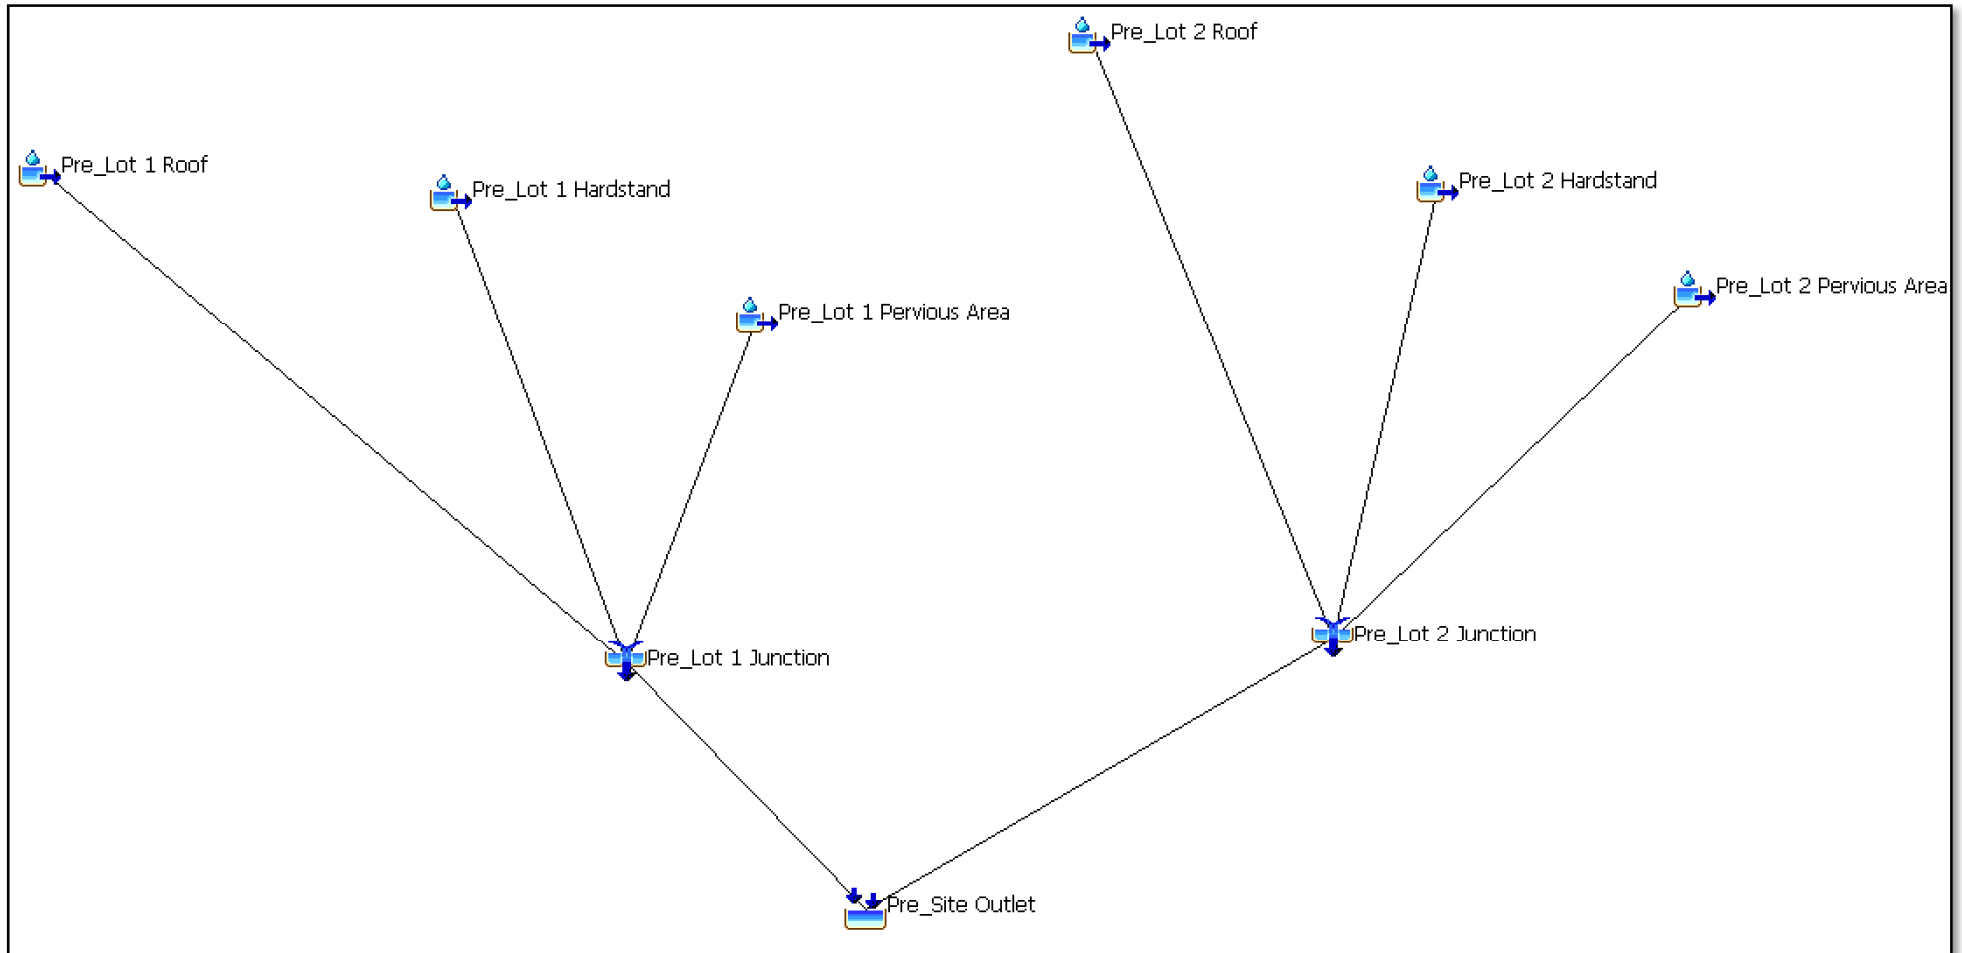 Pre_Lot 2 Roof
Pre_Lot 1 Roof
Pre_Lot 1 Hardstand
Pre_Lot 2 Hardstand
Pre_Lot 2 Pervious Area
Pre_Lot 1 Pervious Area
Pre_Lot 2 Junction
Pre_Lot 1 Junction
Pre_Site Outlet